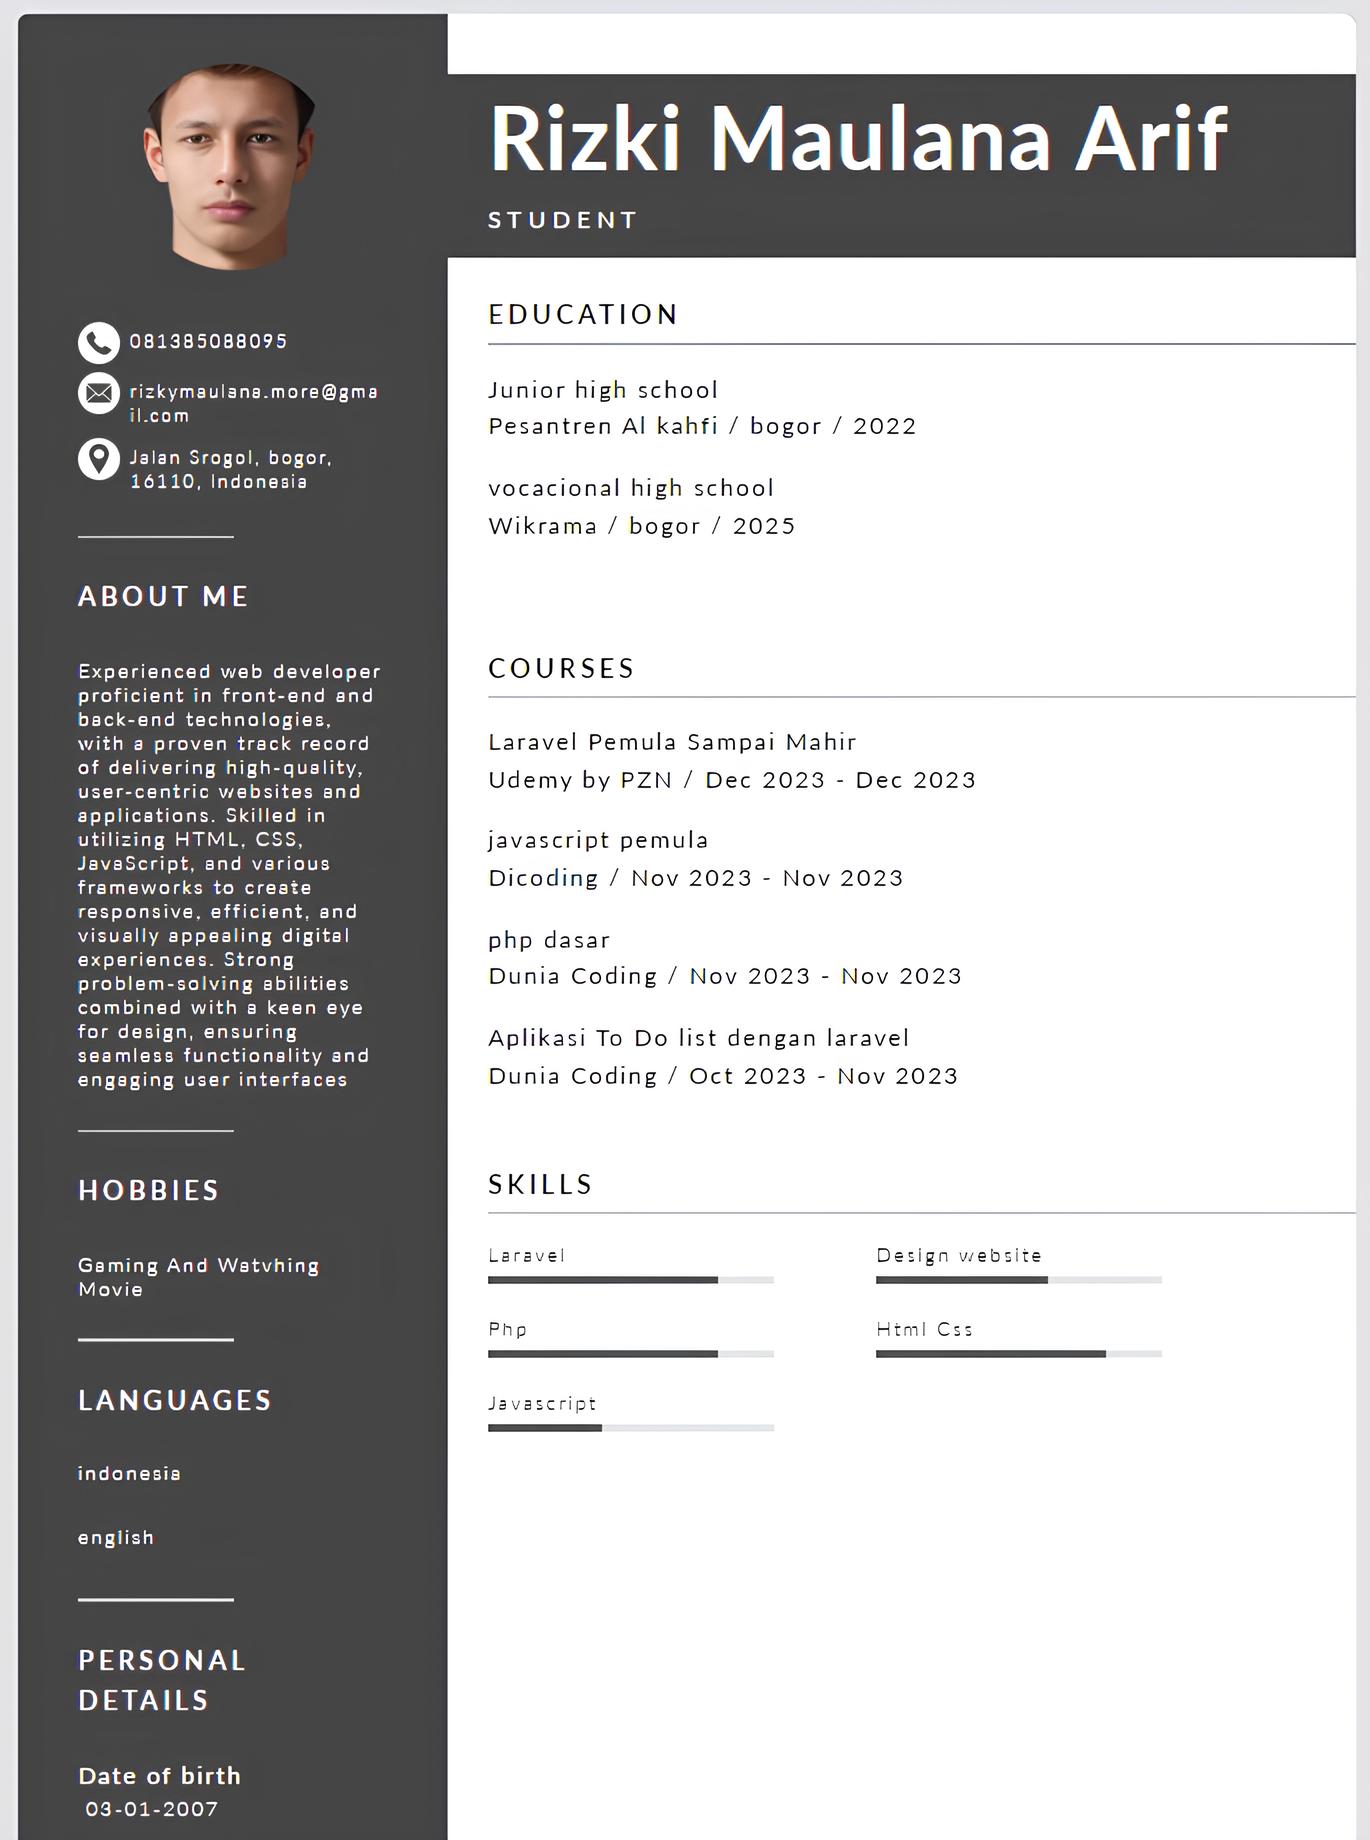 Rizki Maulana Arif
STUDENT
081385088095
rizkymaulana.more@gma
il.com
Jalan Srogol, bogor,
16110, Indonesia
ABOUT ME
Experienced web developer
proficient in front-end and
back-end technologies,
with a proven track record
of delivering high-quality,
user-centric websites and
applications. Skilled in
utilizing HTML, CSS,
JavaScript, and various
frameworks to create
responsive, efficient, and
visually appealing digital
experiences. Strong
problem-solving abilities
combined with a keen eye
for design, ensuring
seamless functionality and
engaging user interfaces
HOBBIES
Gaming And Watvhing
Movie
LANGUAGES
indonesia
english
PERSONAL
DETAILS
Date of birth
03-01-2007
EDUCATION
Junior high school
Pesantren Al kahfi / bogor / 2022
vocacional high school
Wikrama / bogor / 2025
COURSES
Laravel Pemula Sampai Mahir
Udemy by PZN / Dec 2023 - Dec 2023
javascript pemula
Dicoding / Nov 2023 - Nov 2023
php dasar
Dunia Coding / Nov 2023 - Nov 2023
Aplikasi To Do list dengan laravel
Dunia Coding / Oct 2023 - Nov 2023
SKILLS
Laravel
Design website
Php
Html Css
Javascript